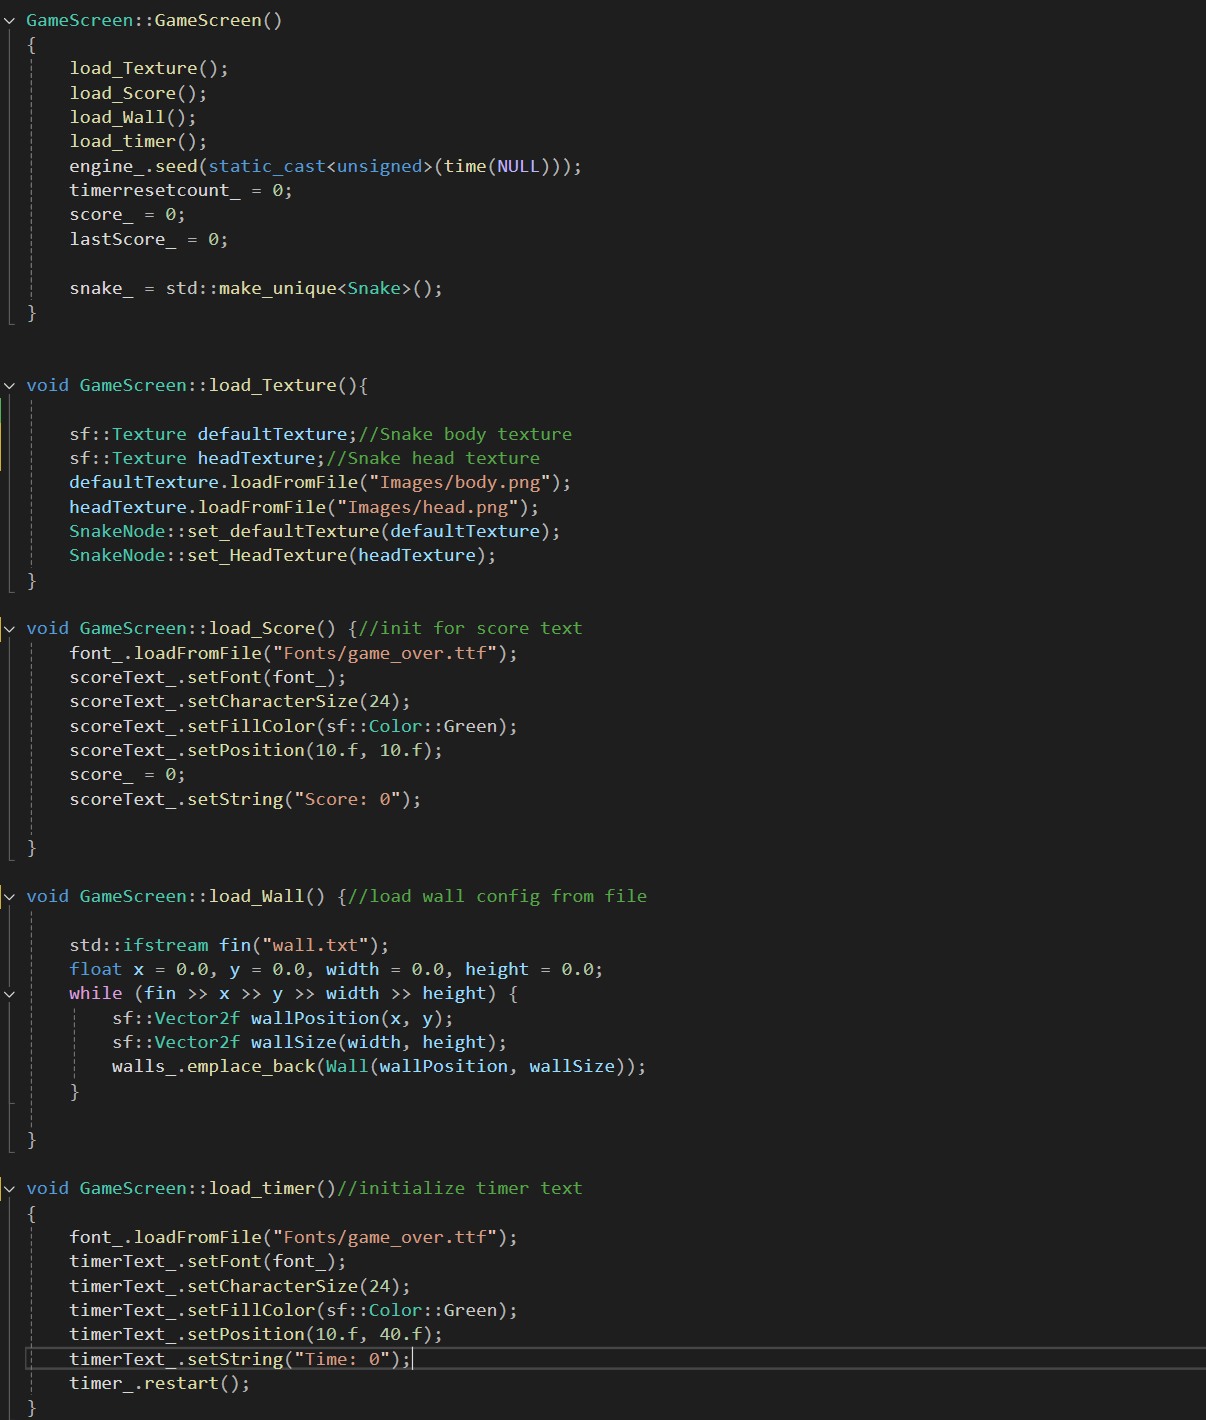 GameScreen::GameScreen()
{
    load_Texture();
    load_Score();
    load_Wall();
    load_timer();
    engine_.seed(static_cast<unsigned>(time(NULL)));
    timerresetcount_ = 0;
    score_ = 0;
    lastScore_ = 0;

    snake_ = std::make_unique<Snake>();
}

void GameScreen::load_Texture(){

    sf::Texture defaultTexture;//Snake body texture
    sf::Texture headTexture;//Snake head texture
    defaultTexture.loadFromFile("Images/body.png");
    headTexture.loadFromFile("Images/head.png");
    SnakeNode::set_defaultTexture(defaultTexture);
    SnakeNode::set_HeadTexture(headTexture);
}

void GameScreen::load_Score() {//init for score text
    font_.loadFromFile("Fonts/game_over.ttf");
    scoreText_.setFont(font_);
    scoreText_.setCharacterSize(24);
    scoreText_.setFillColor(sf::Color::Green);
    scoreText_.setPosition(10.f, 10.f);
    score_ = 0;
    scoreText_.setString("Score: 0");

}

void GameScreen::load_Wall() {//load wall config from file

    std::ifstream fin("wall.txt");
    float x = 0.0, y = 0.0, width = 0.0, height = 0.0;
    while (fin >> x >> y >> width >> height) {
        sf::Vector2f wallPosition(x, y);
        sf::Vector2f wallSize(width, height);
        walls_.emplace_back(Wall(wallPosition, wallSize));
    }

}

void GameScreen::load_timer()//initialize timer text
{
    font_.loadFromFile("Fonts/game_over.ttf");
    timerText_.setFont(font_);
    timerText_.setCharacterSize(24);
    timerText_.setFillColor(sf::Color::Green);
    timerText_.setPosition(10.f, 40.f);
    timerText_.setString("Time: 0");
    timer_.restart();
}